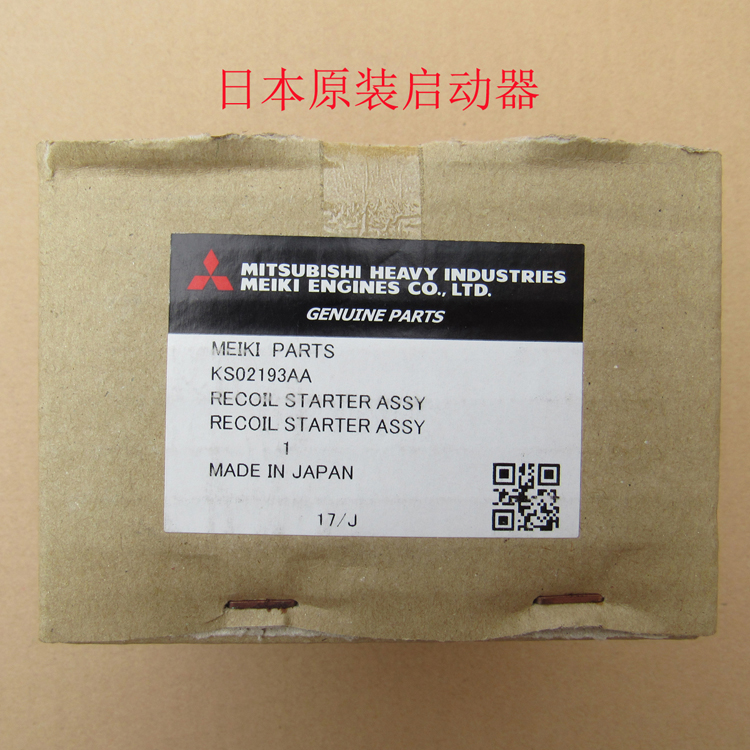 日本原装启动器
MITSUBISHI HEAVY INDUSTRIES
MEIKI ENGINES CO., LTD.
GENUINE PARTS
MEIKI PARTS
KS02193AA
RECOIL STARTER ASSY
RECOIL STARTER ASSY
1
MADE IN JAPAN
17/J